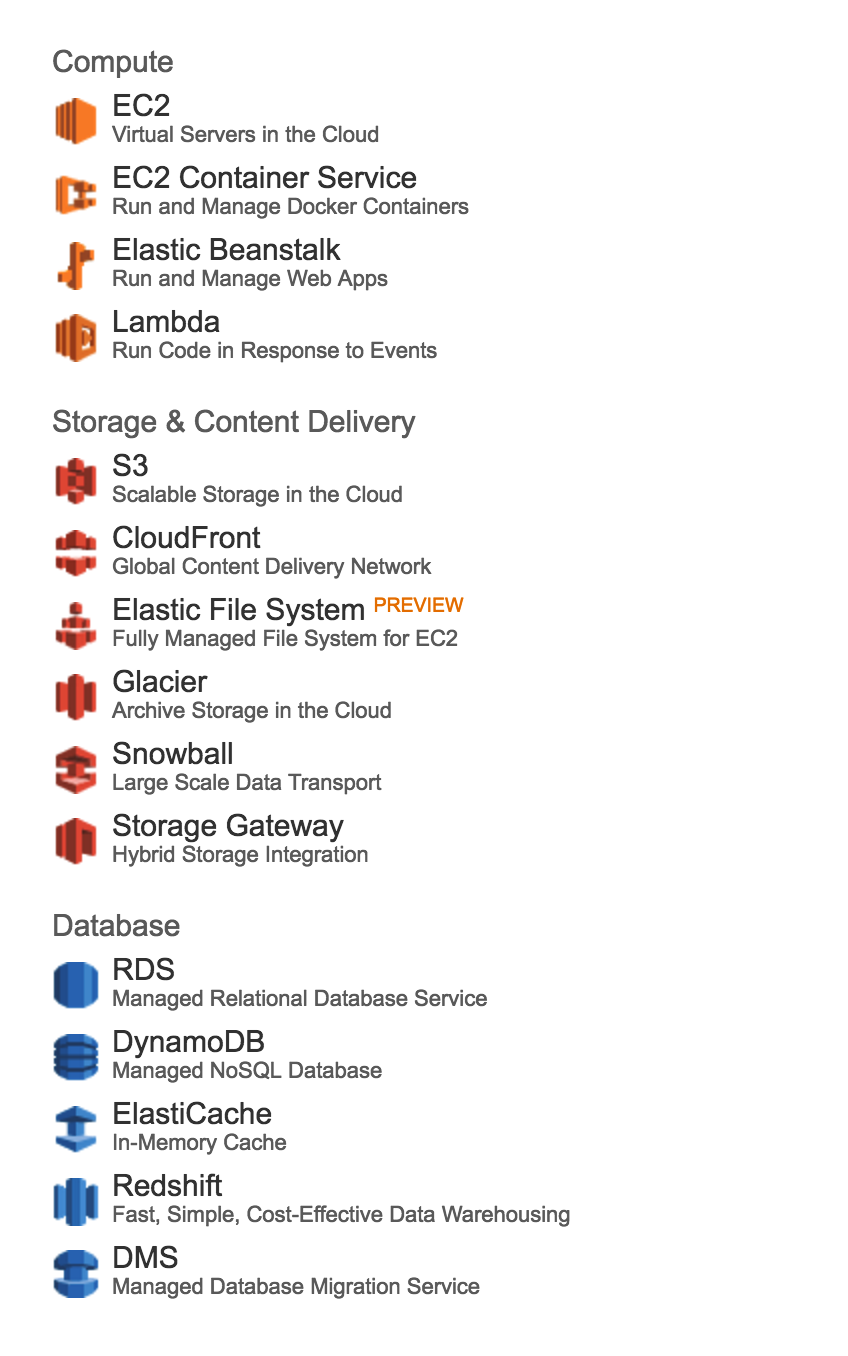 Compute
EC2
Virtual Servers in the Cloud
EC2 Container Service
Run and Manage Docker Containers
Elastic Beanstalk
Run and Manage Web Apps
Lambda
Run Code in Response to Events
Storage & Content Delivery
S3
Scalable Storage in the Cloud
CloudFront
Global Content Delivery Network
Elastic File System PREVIEW
Fully Managed File System for EC2
Glacier
Archive Storage in the Cloud
Snowball
Large Scale Data Transport
Storage Gateway
Hybrid Storage Integration
Database
RDS
Managed Relational Database Service
DynamoDB
Managed NoSQL Database
ElastiCache
In-Memory Cache
Redshift
Fast, Simple, Cost-Effective Data Warehousing
DMS
Managed Database Migration Service